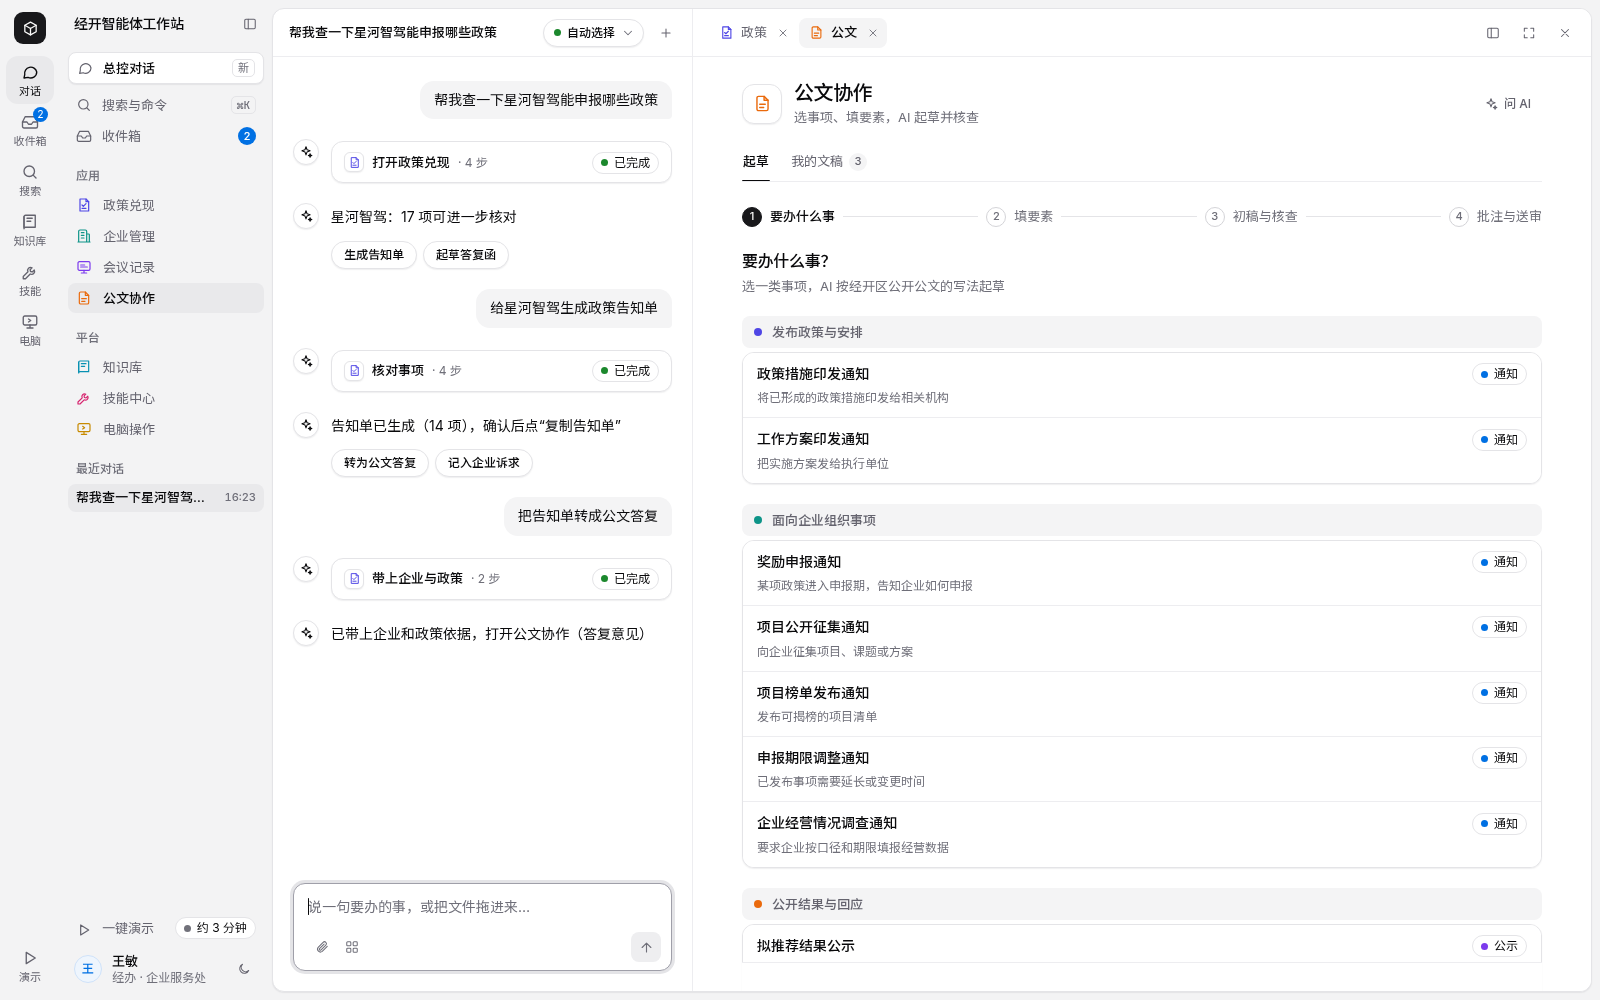 对话
2
收件箱
搜索
知识库
技能
电脑
演示
经开智能体工作站
总控对话 新
搜索与命令 ⌘K
收件箱 2
应用
政策兑现
企业管理
会议记录
公文协作
平台
知识库
技能中心
电脑操作
最近对话
帮我查一下星河智驾... 16:23
一键演示 约 3 分钟
王 王敏
经办 · 企业服务处
帮我查一下星河智驾能申报哪些政策 自动选择
帮我查一下星河智驾能申报哪些政策
打开政策兑现 · 4 步 已完成
星河智驾：17 项可进一步核对
生成告知单 起草答复函
给星河智驾生成政策告知单
核对事项 · 4 步 已完成
告知单已生成（14 项），确认后点“复制告知单”
转为公文答复 记入企业诉求
把告知单转成公文答复
带上企业与政策 · 2 步 已完成
已带上企业和政策依据，打开公文协作（答复意见）
说一句要办的事，或把文件拖进来...
政策 公文
公文协作
选事项、填要素，AI 起草并核查
问 AI
起草 我的文稿 3
1 要办什么事 2 填要素 3 初稿与核查 4 批注与送审
要办什么事？
选一类事项，AI 按经开区公开公文的写法起草
发布政策与安排
政策措施印发通知 通知
将已形成的政策措施印发给相关机构
工作方案印发通知 通知
把实施方案发给执行单位
面向企业组织事项
奖励申报通知 通知
某项政策进入申报期，告知企业如何申报
项目公开征集通知 通知
向企业征集项目、课题或方案
项目榜单发布通知 通知
发布可揭榜的项目清单
申报期限调整通知 通知
已发布事项需要延长或变更时间
企业经营情况调查通知 通知
要求企业按口径和期限填报经营数据
公开结果与回应
拟推荐结果公示 公示